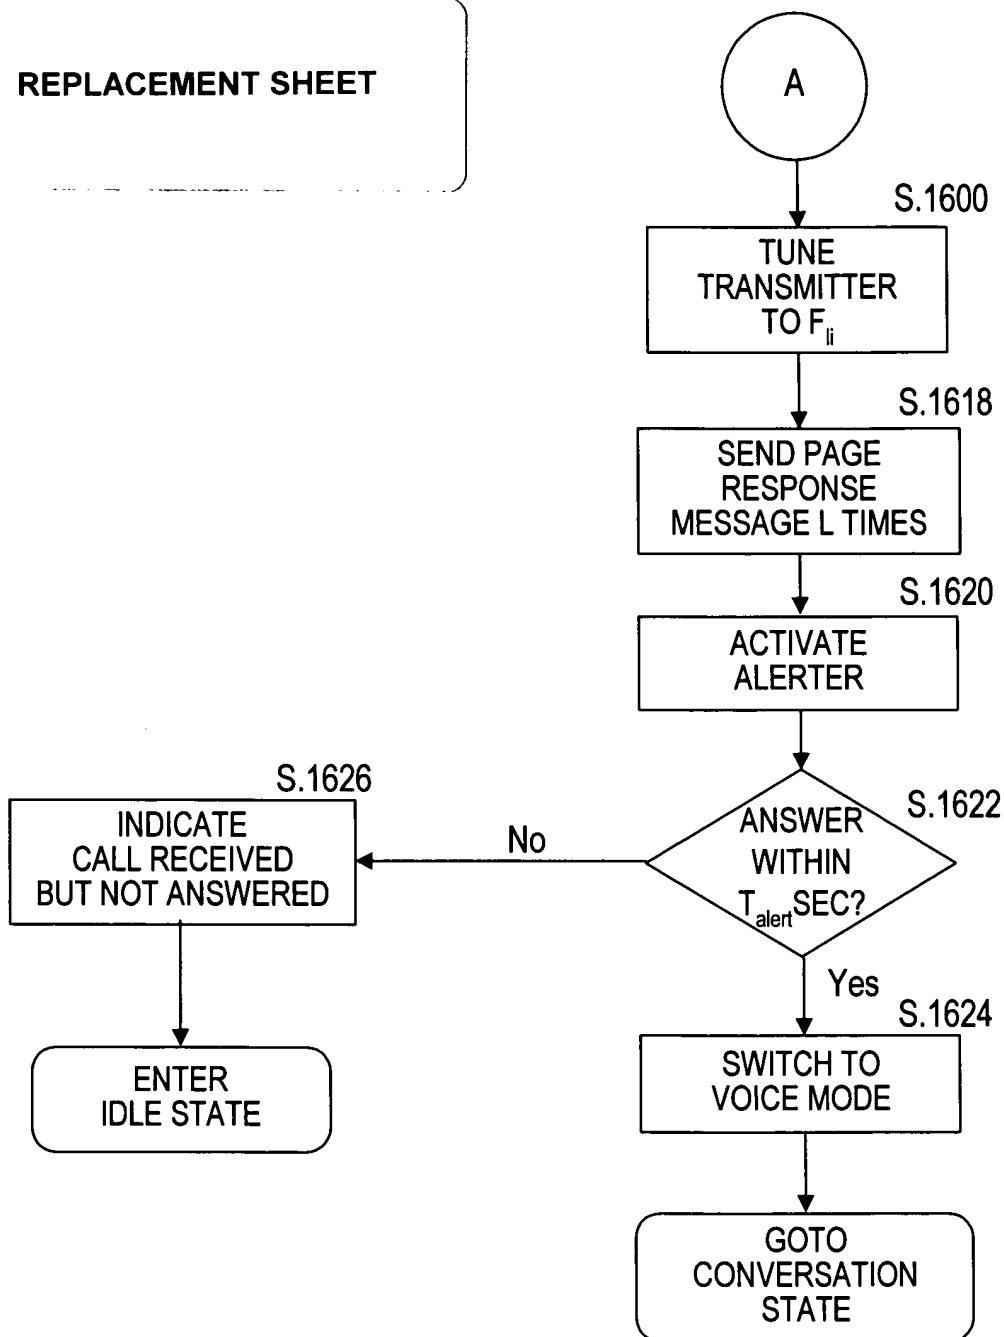 REPLACEMENT SHEET
A
S.1600
TUNE
TRANSMITTER
TO F_li
S.1618
SEND PAGE
RESPONSE
MESSAGE L TIMES
S.1620
ACTIVATE
ALERTER
S.1622
ANSWER
WITHIN
T_alert SEC?
No
S.1626
INDICATE
CALL RECEIVED
BUT NOT ANSWERED
ENTER
IDLE STATE
Yes
S.1624
SWITCH TO
VOICE MODE
GOTO
CONVERSATION
STATE